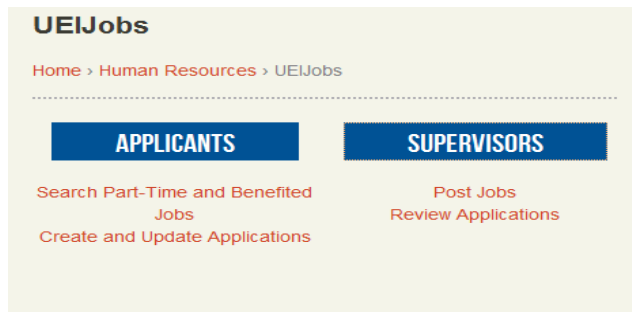 UEIJobs
Home › Human Resources › UEIJobs
APPLICANTS
Search Part-Time and Benefited
Jobs
Create and Update Applications
SUPERVISORS
Post Jobs
Review Applications